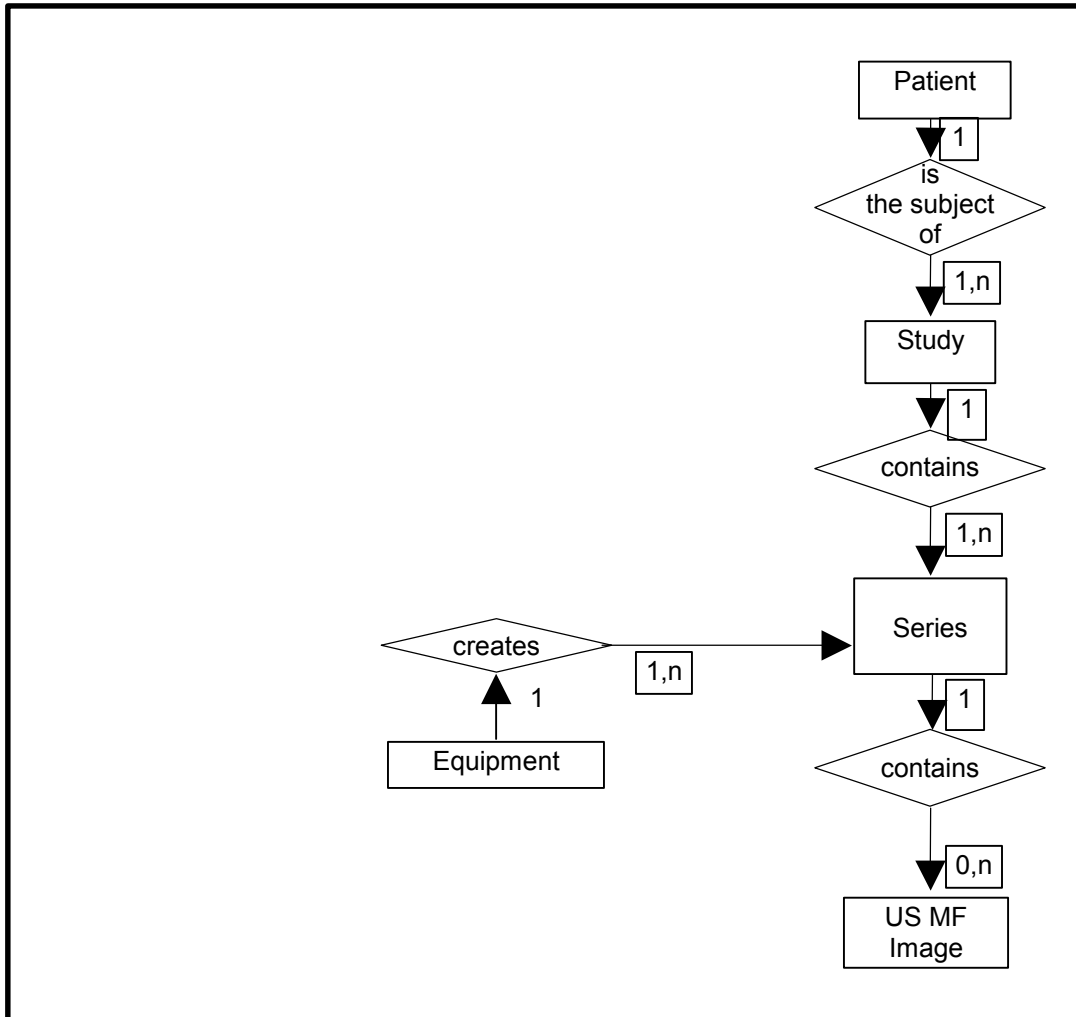 Patient
1
is
the subject
of
1,n
Study
1
contains
1,n
Series
creates
1,n
1
1
Equipment
contains
0,n
US MF
Image